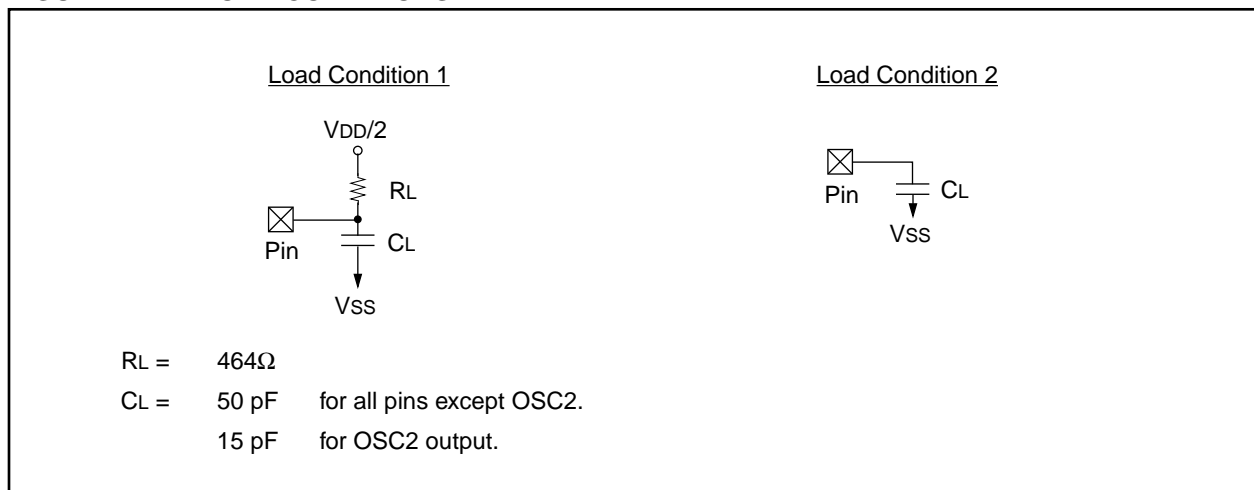 Load Condition 1
VDD/2
RL
Pin
CL
VSS
Load Condition 2
Pin
CL
VSS
RL = 464Ω
CL = 50 pF for all pins except OSC2.
15 pF for OSC2 output.